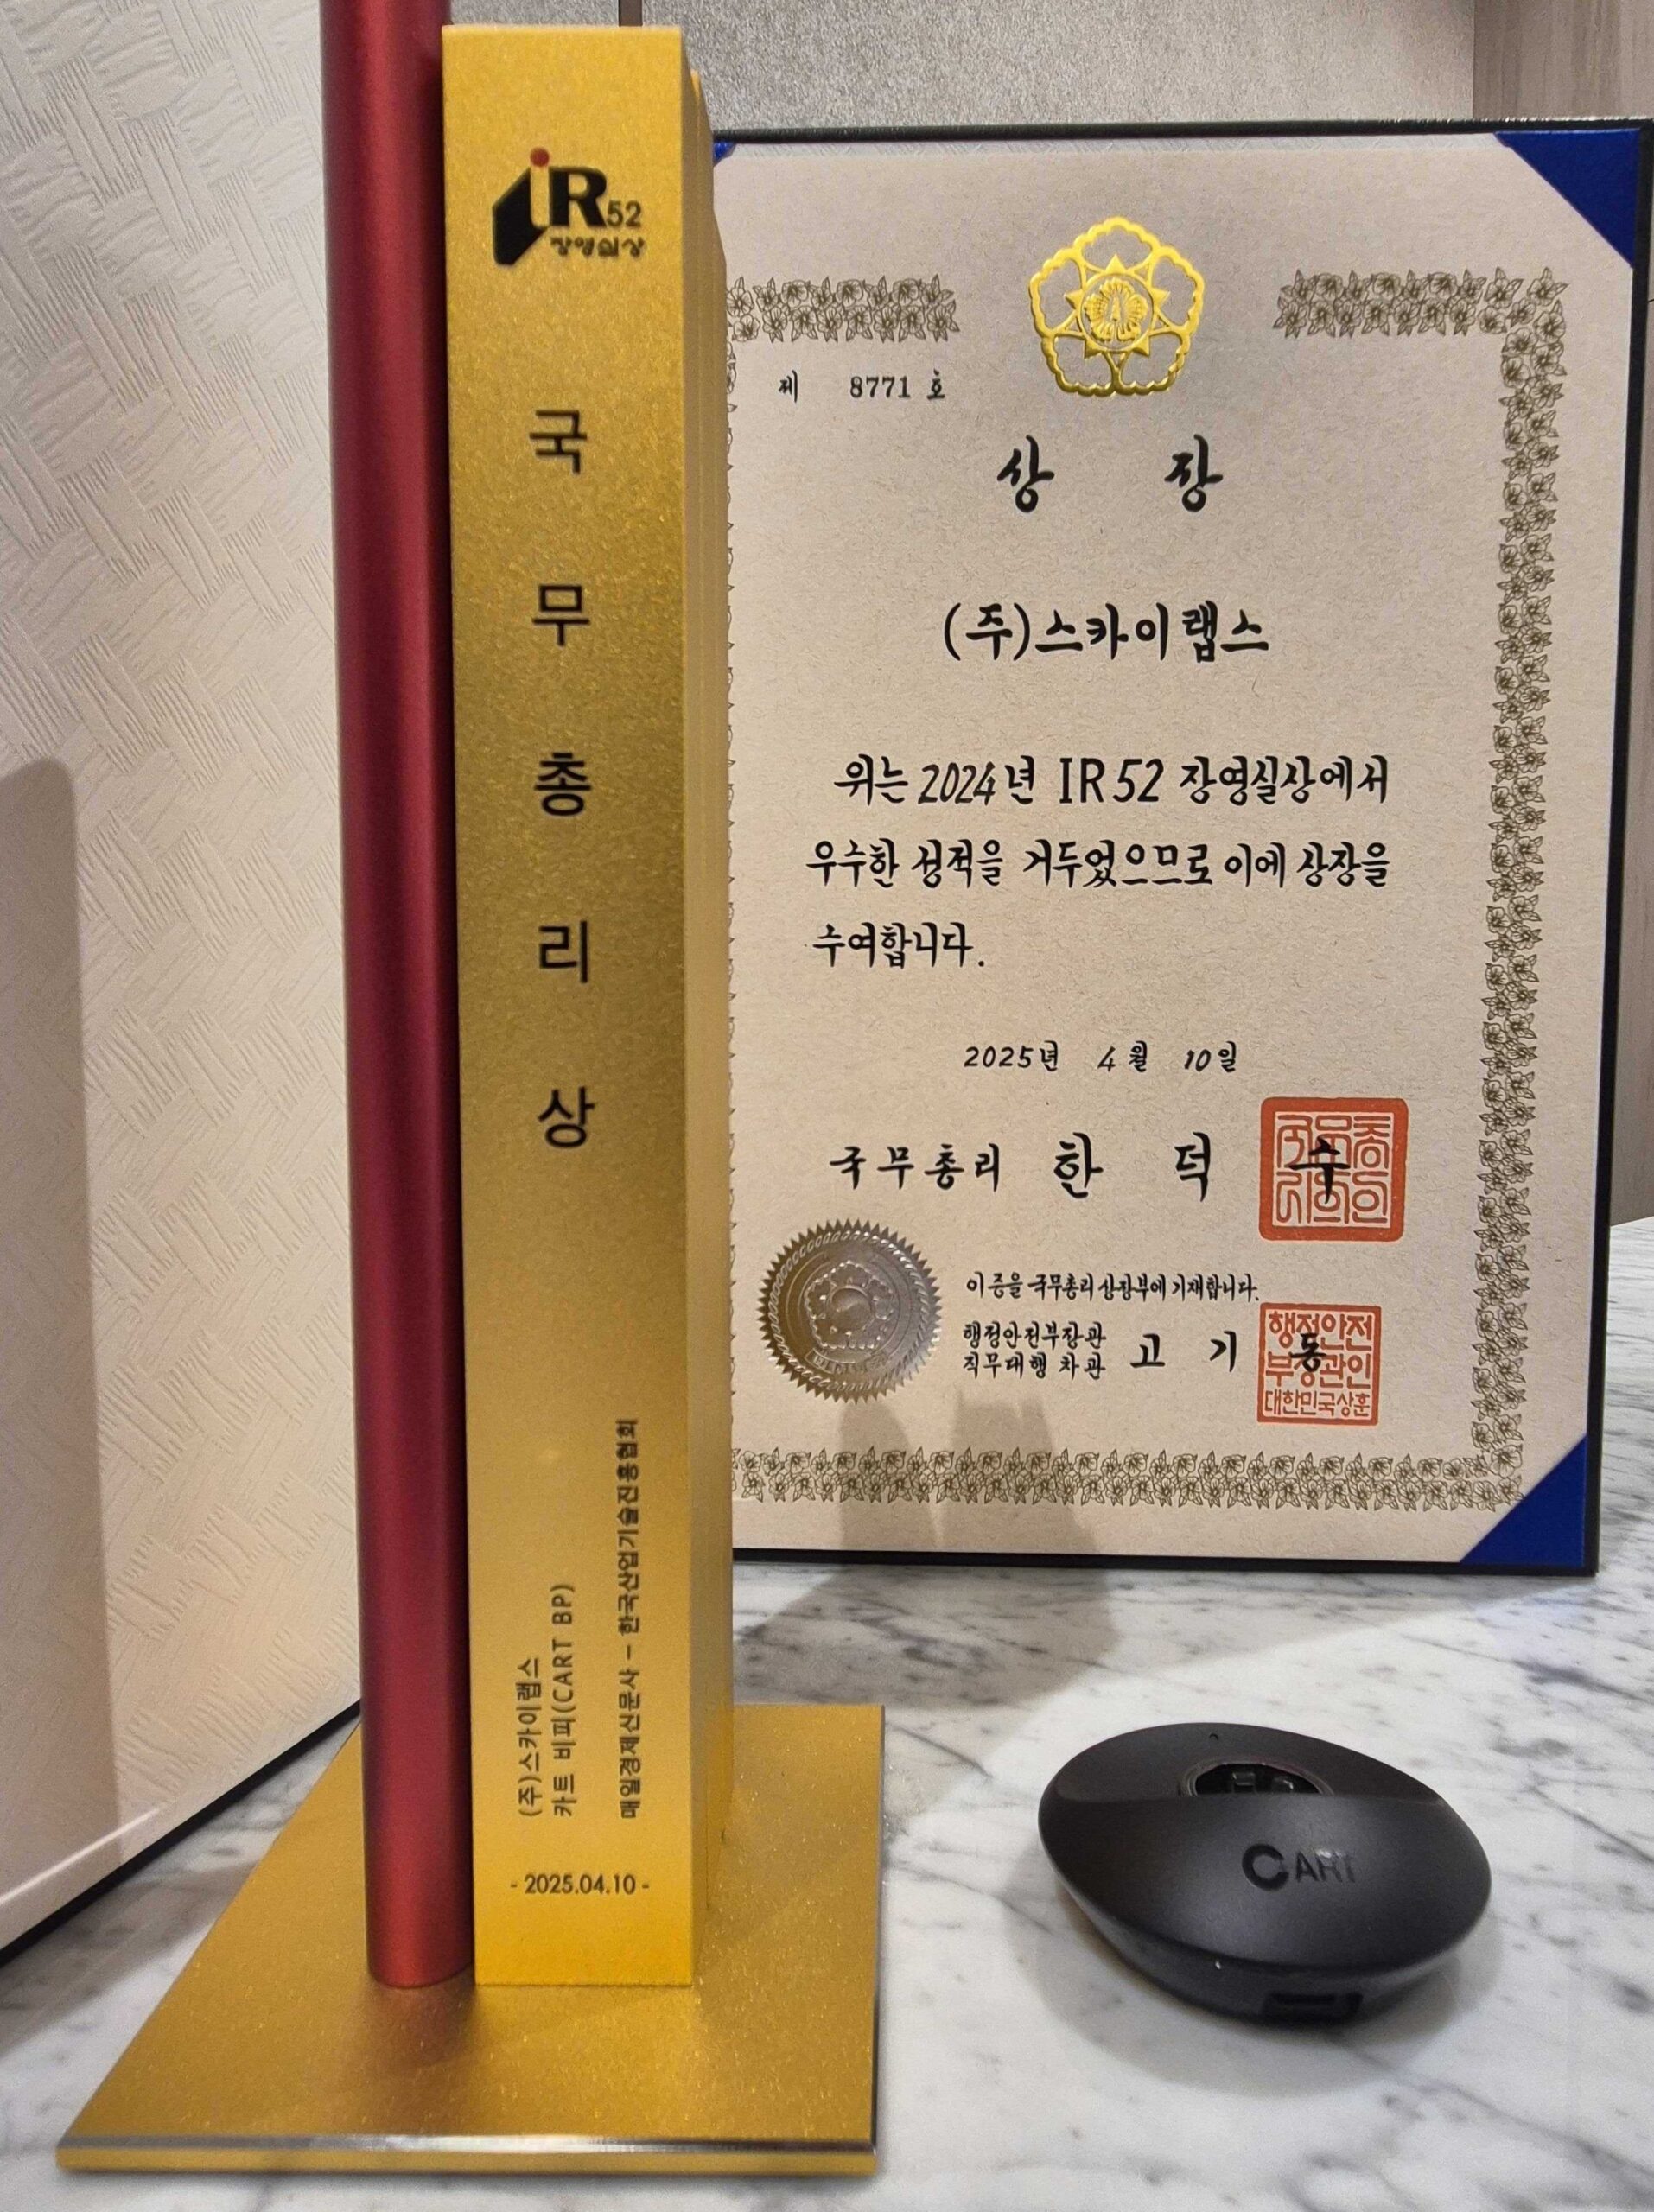 iR52
장영실상
국무총리상
(주)스카이랩스
카트 비피(CART BP)
매일경제신문사 - 한국산업기술진흥협회
- 2025.04.10 -
제 8771 호
상 장
(주)스카이랩스
위는 2024년 IR52 장영실상에서
우수한 성적을 거두었으므로 이에 상장을
수여합니다.
2025년 4월 10일
국무총리 한 덕 수
이 증을 국무총리 상장부에 기재합니다.
행정안전부장관
직무대행 차관 고 기 동
행정안전
부장관인
대한민국상훈
CART